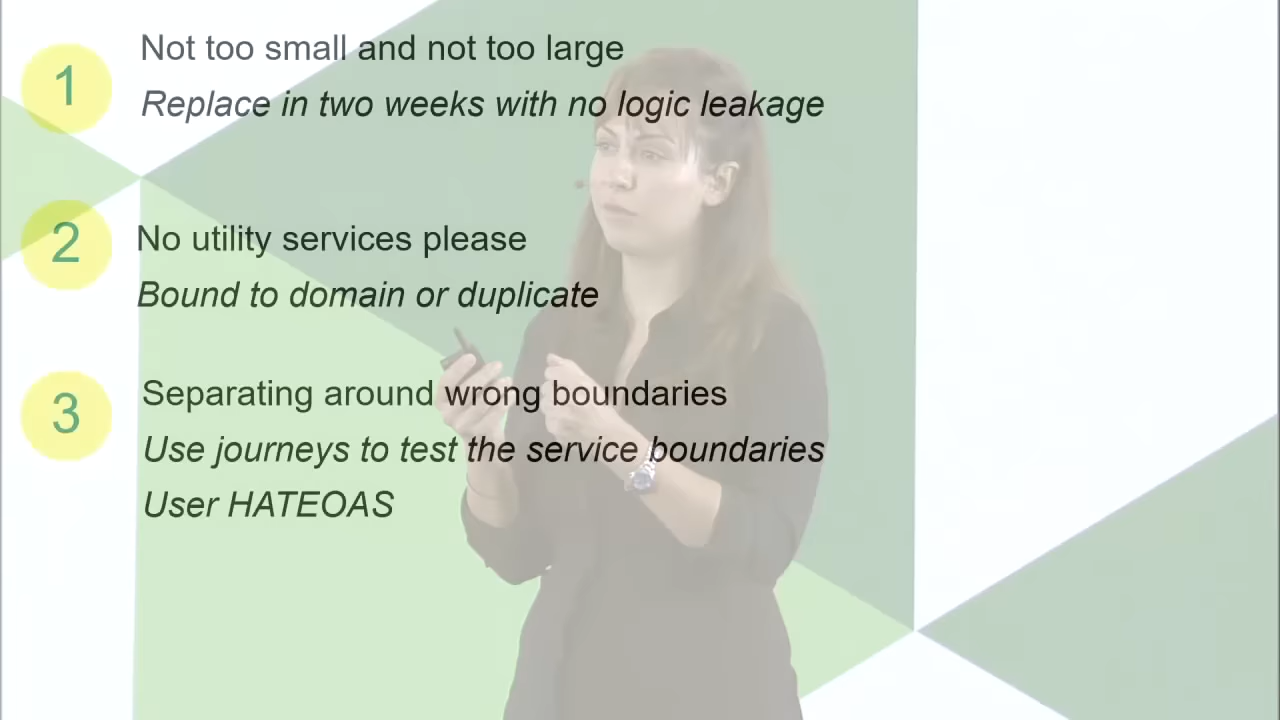 1
Not too small and not too large
Replace in two weeks with no logic leakage
2
No utility services please
Bound to domain or duplicate
3
Separating around wrong boundaries
Use journeys to test the service boundaries
User HATEOAS